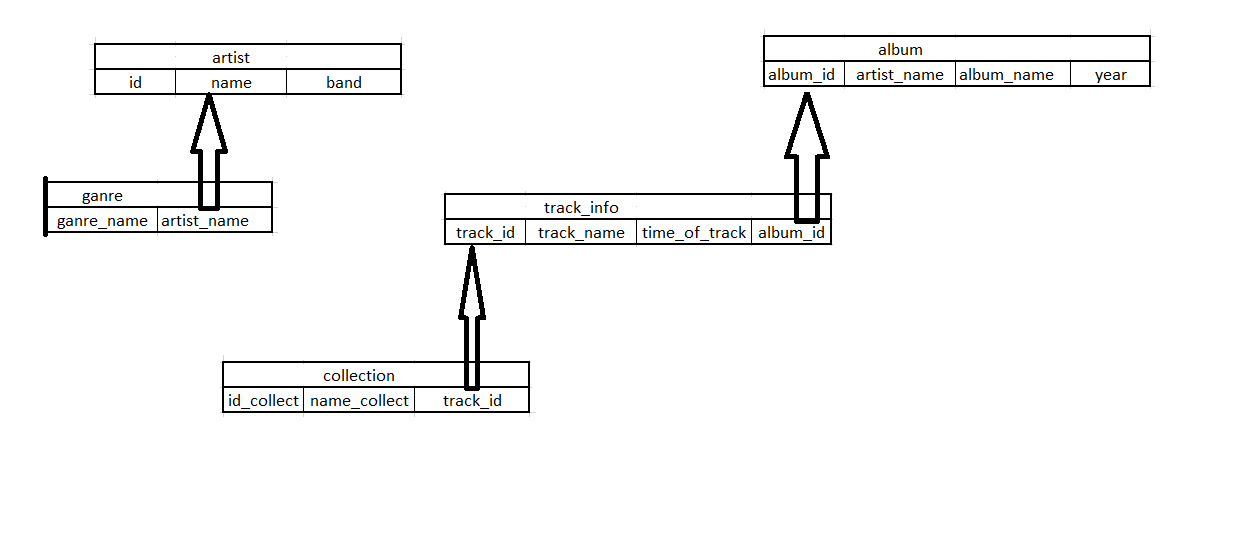 artist
id name band
album
album_id artist_name album_name year
ganre
ganre_name artist_name
track_info
track_id track_name time_of_track album_id
collection
id_collect name_collect track_id